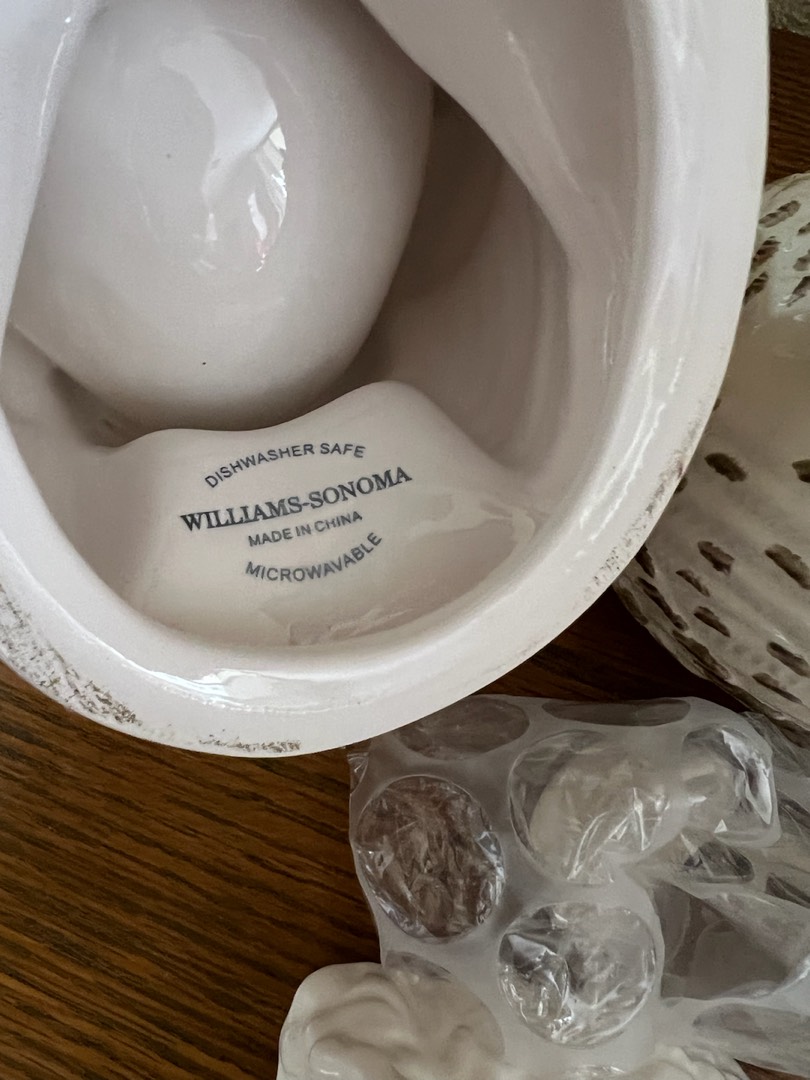 DISHWASHER SAFE
WILLIAMS-SONOMA
MADE IN CHINA
MICROWAVABLE